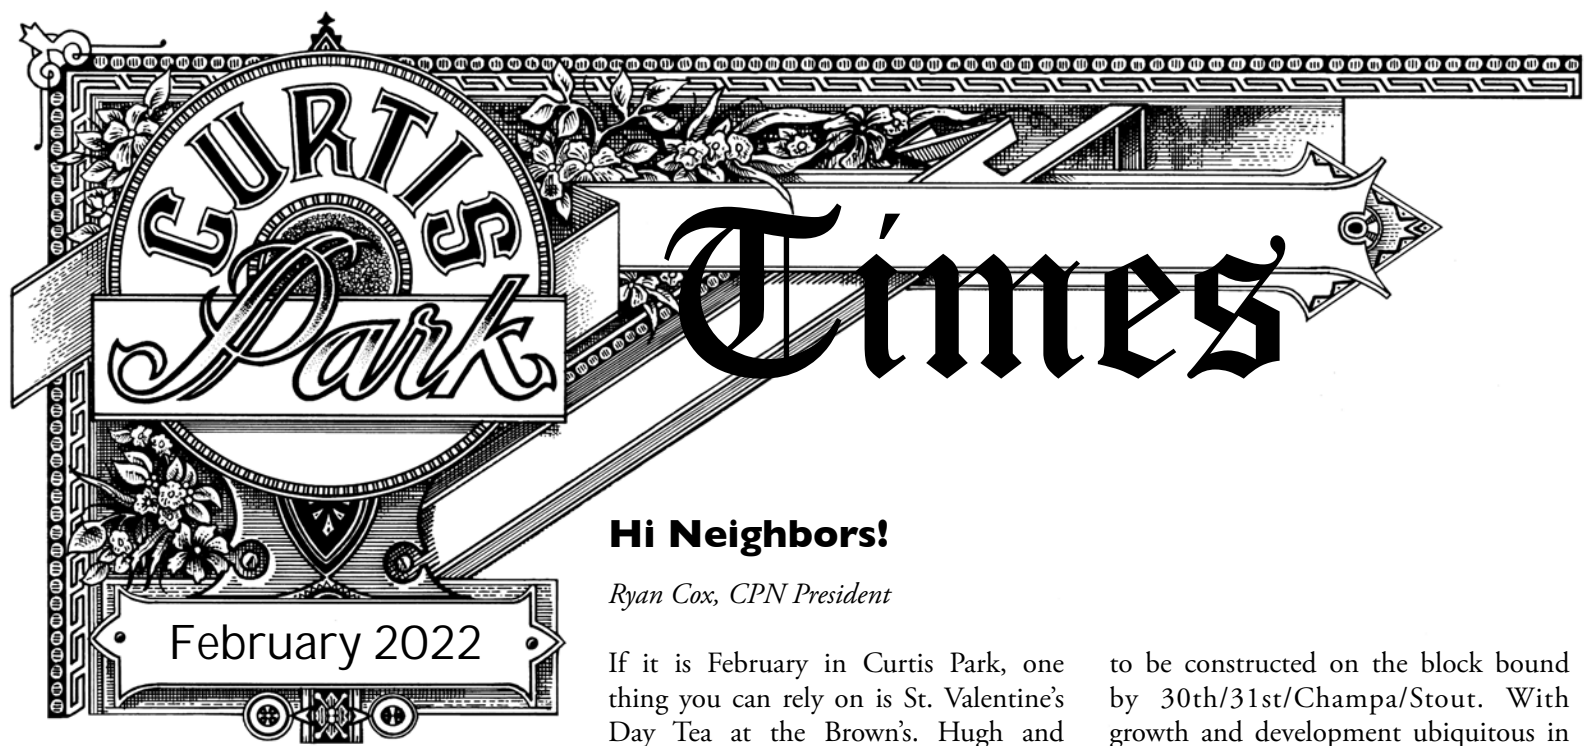 CURTIS
Park
Times
February 2022
Hi Neighbors!
Ryan Cox, CPN President
If it is February in Curtis Park, one
thing you can rely on is St. Valentine's
Day Tea at the Brown's. Hugh and
to be constructed on the block bound
by 30th/31st/Champa/Stout. With
growth and development ubiquitous in